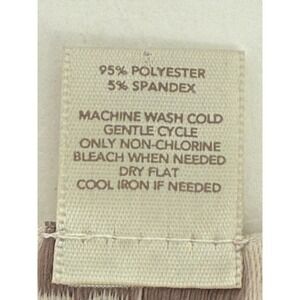 95% POLYESTER
5% SPANDEX
MACHINE WASH COLD
GENTLE CYCLE
ONLY NON-CHLORINE
BLEACH WHEN NEEDED
DRY FLAT
COOL IRON IF NEEDED